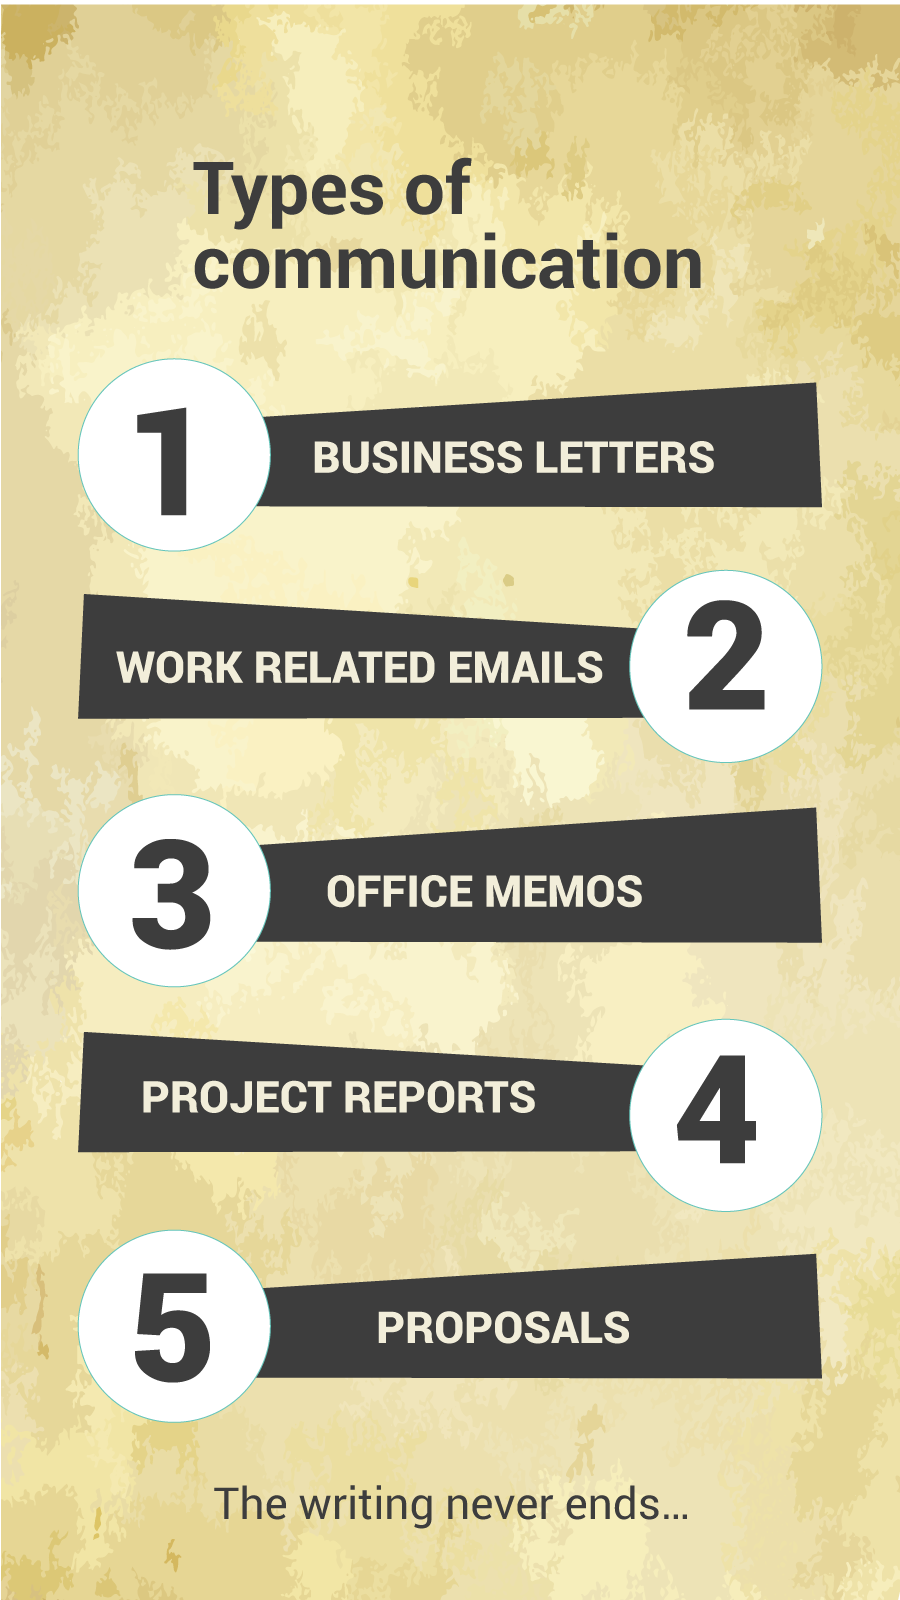 Types of
communication
1
BUSINESS LETTERS
WORK RELATED EMAILS
2
3
OFFICE MEMOS
PROJECT REPORTS
4
5
PROPOSALS
The writing never ends...